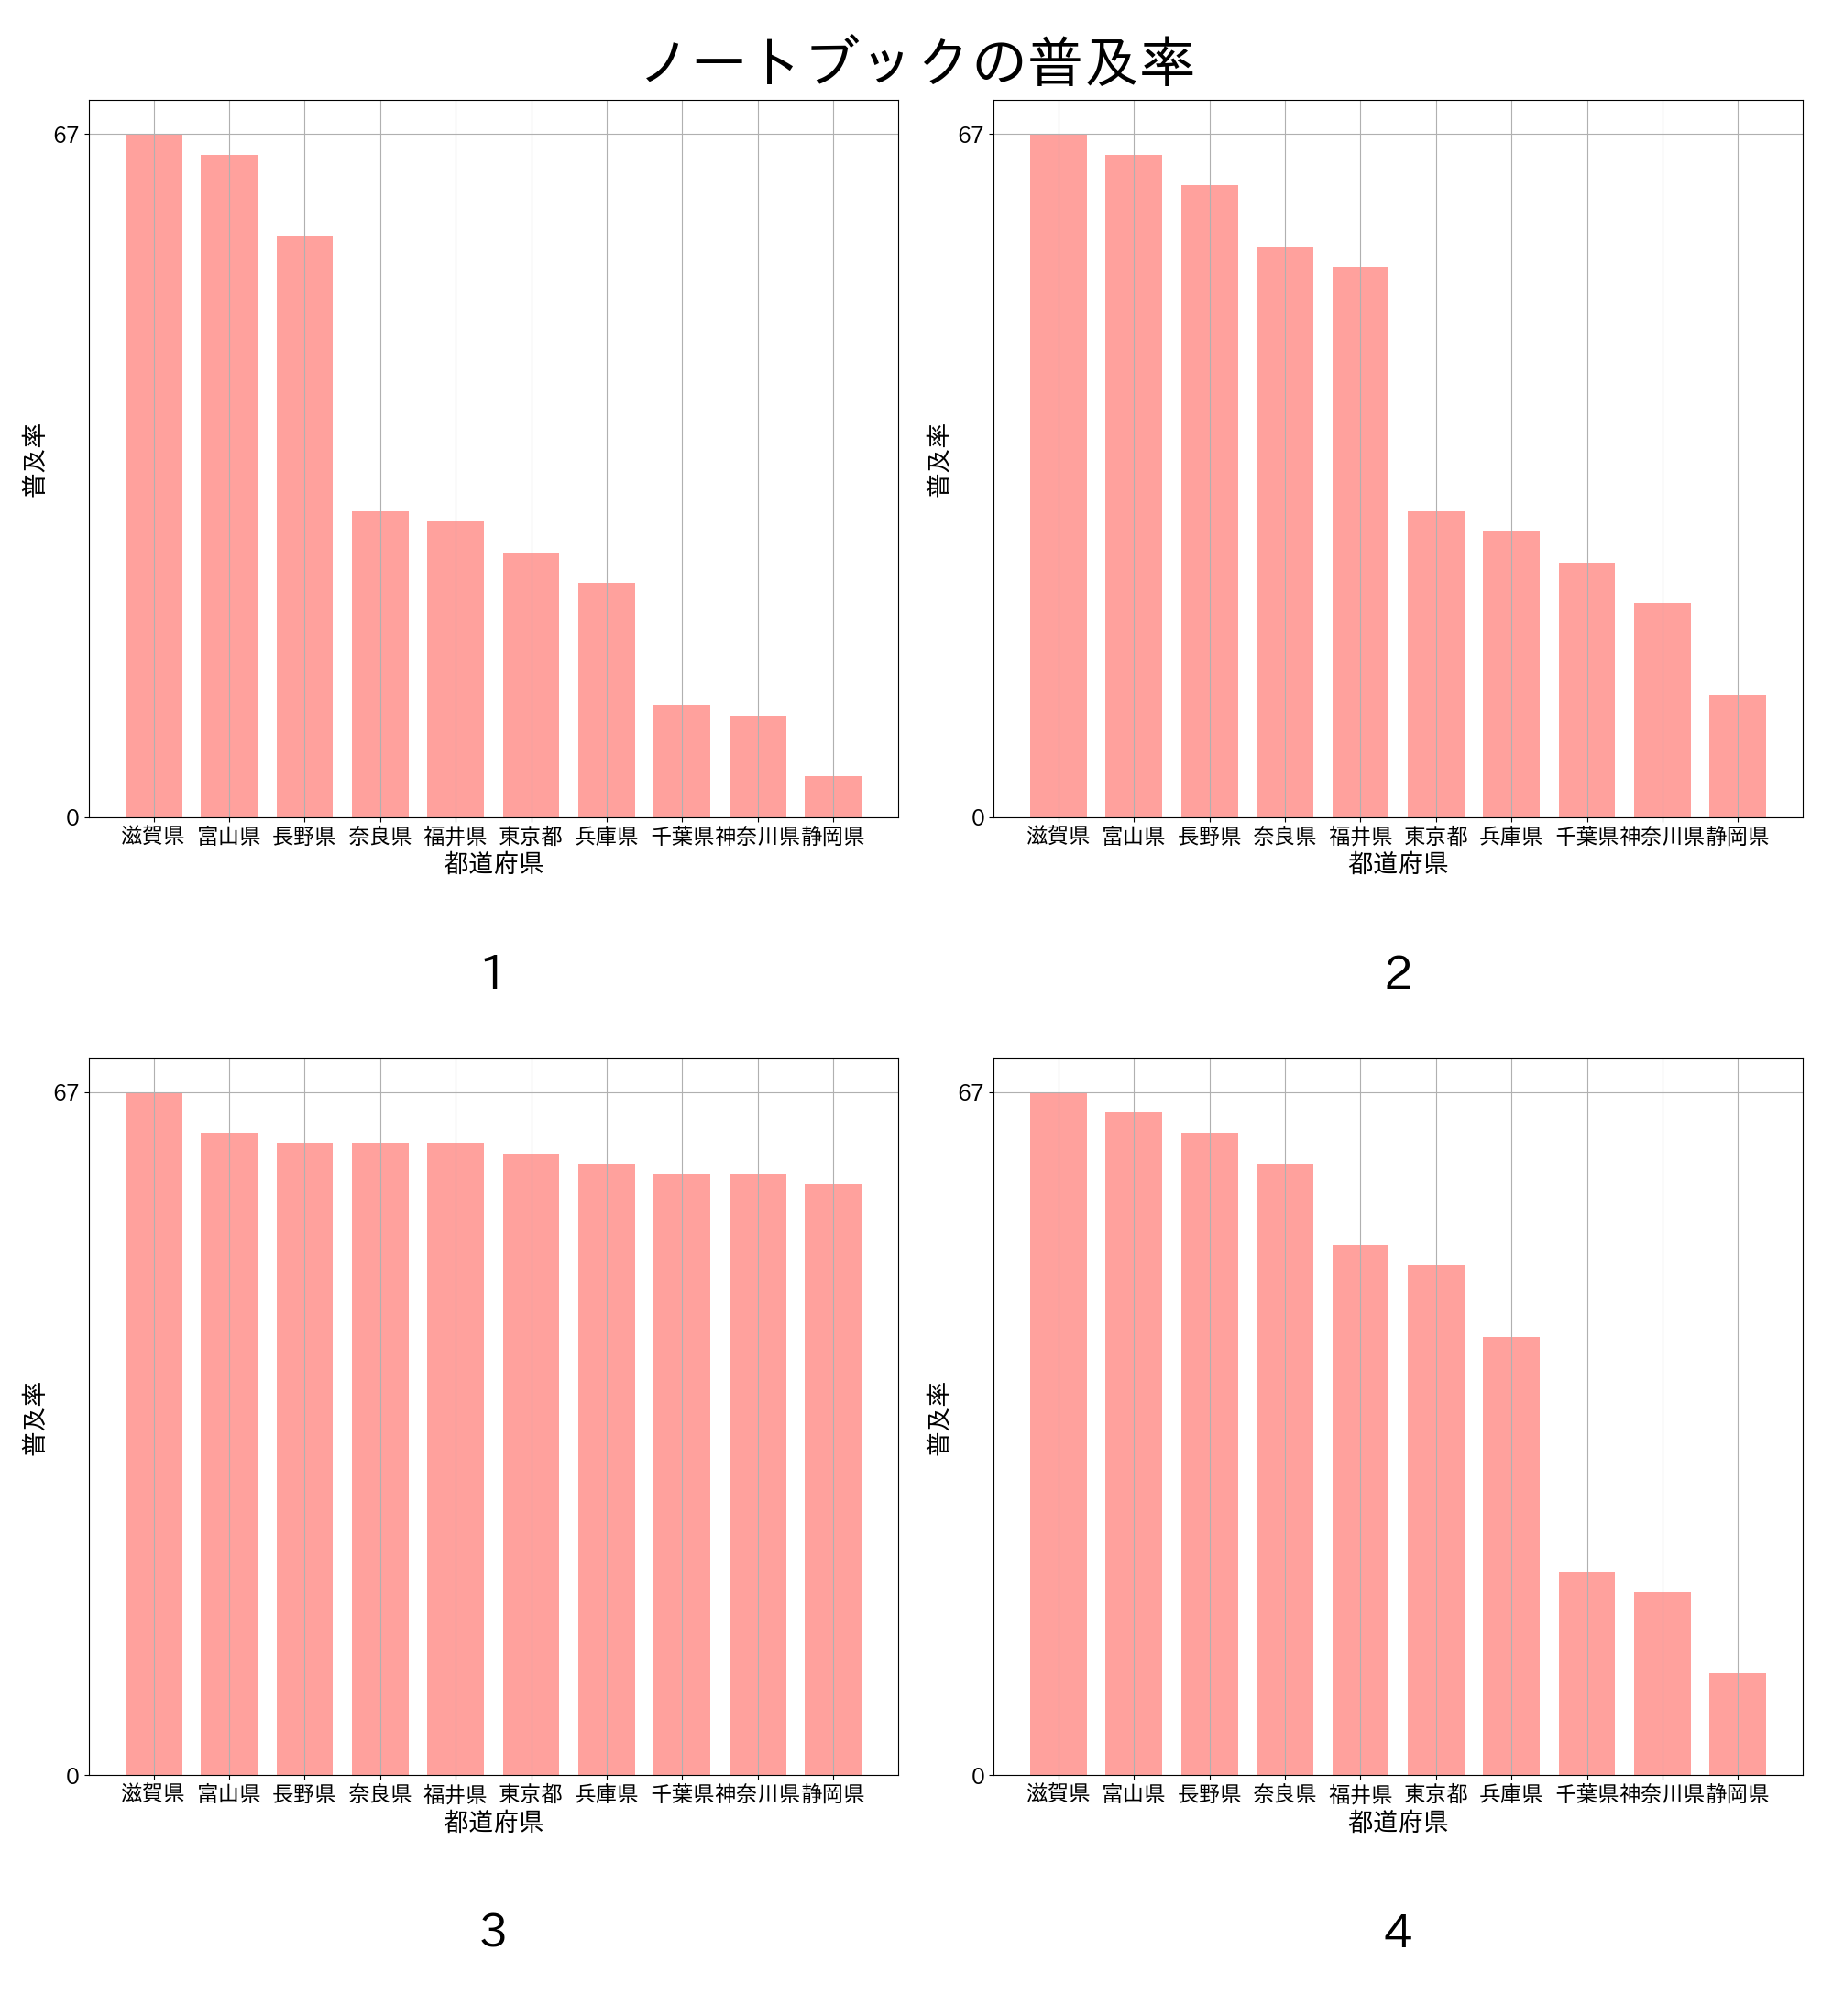 ノートブックの普及率
67
0
普及率
滋賀県 富山県 長野県 奈良県 福井県 東京都 兵庫県 千葉県 神奈川県 静岡県
都道府県
1
67
0
普及率
滋賀県 富山県 長野県 奈良県 福井県 東京都 兵庫県 千葉県 神奈川県 静岡県
都道府県
2
67
0
普及率
滋賀県 富山県 長野県 奈良県 福井県 東京都 兵庫県 千葉県 神奈川県 静岡県
都道府県
3
67
0
普及率
滋賀県 富山県 長野県 奈良県 福井県 東京都 兵庫県 千葉県 神奈川県 静岡県
都道府県
4